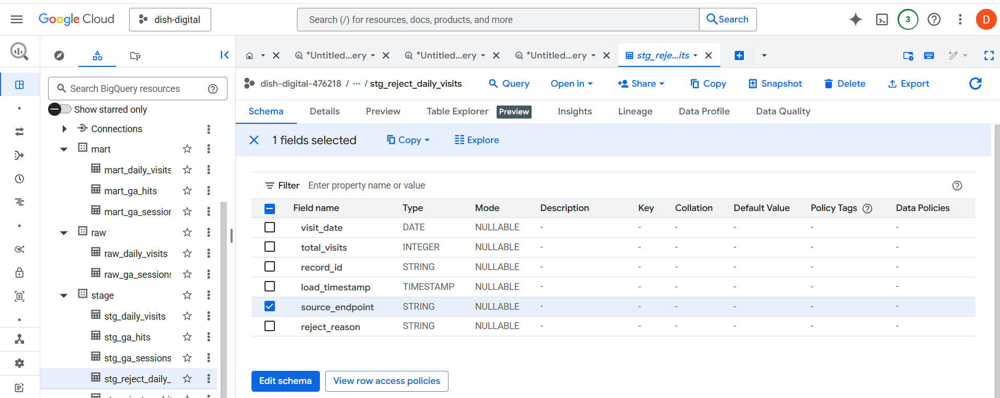 Google Cloud
dish-digital
Search (/) for resources, docs, products, and more
Search
3
D
*Untitled...ery
*Untitled...ery
*Untitled...ery
stg_reje...its
Search BigQuery resources
Show starred only
Connections
mart
mart_daily_visits
mart_ga_hits
mart_ga_session
raw
raw_daily_visits
raw_ga_sessions
stage
stg_daily_visits
stg_ga_hits
stg_ga_sessions
stg_reject_daily_
dish-digital-476218 / ... / stg_reject_daily_visits
Query
Open in
Share
Copy
Snapshot
Delete
Export
Schema
Details
Preview
Table Explorer Preview
Insights
Lineage
Data Profile
Data Quality
1 fields selected
Copy
Explore
Filter Enter property name or value
Field name Type Mode Description Key Collation Default Value Policy Tags Data Policies
visit_date DATE NULLABLE - - - - - -
total_visits INTEGER NULLABLE - - - - - -
record_id STRING NULLABLE - - - - - -
load_timestamp TIMESTAMP NULLABLE - - - - - -
source_endpoint STRING NULLABLE - - - - - -
reject_reason STRING NULLABLE - - - - - -
Edit schema
View row access policies